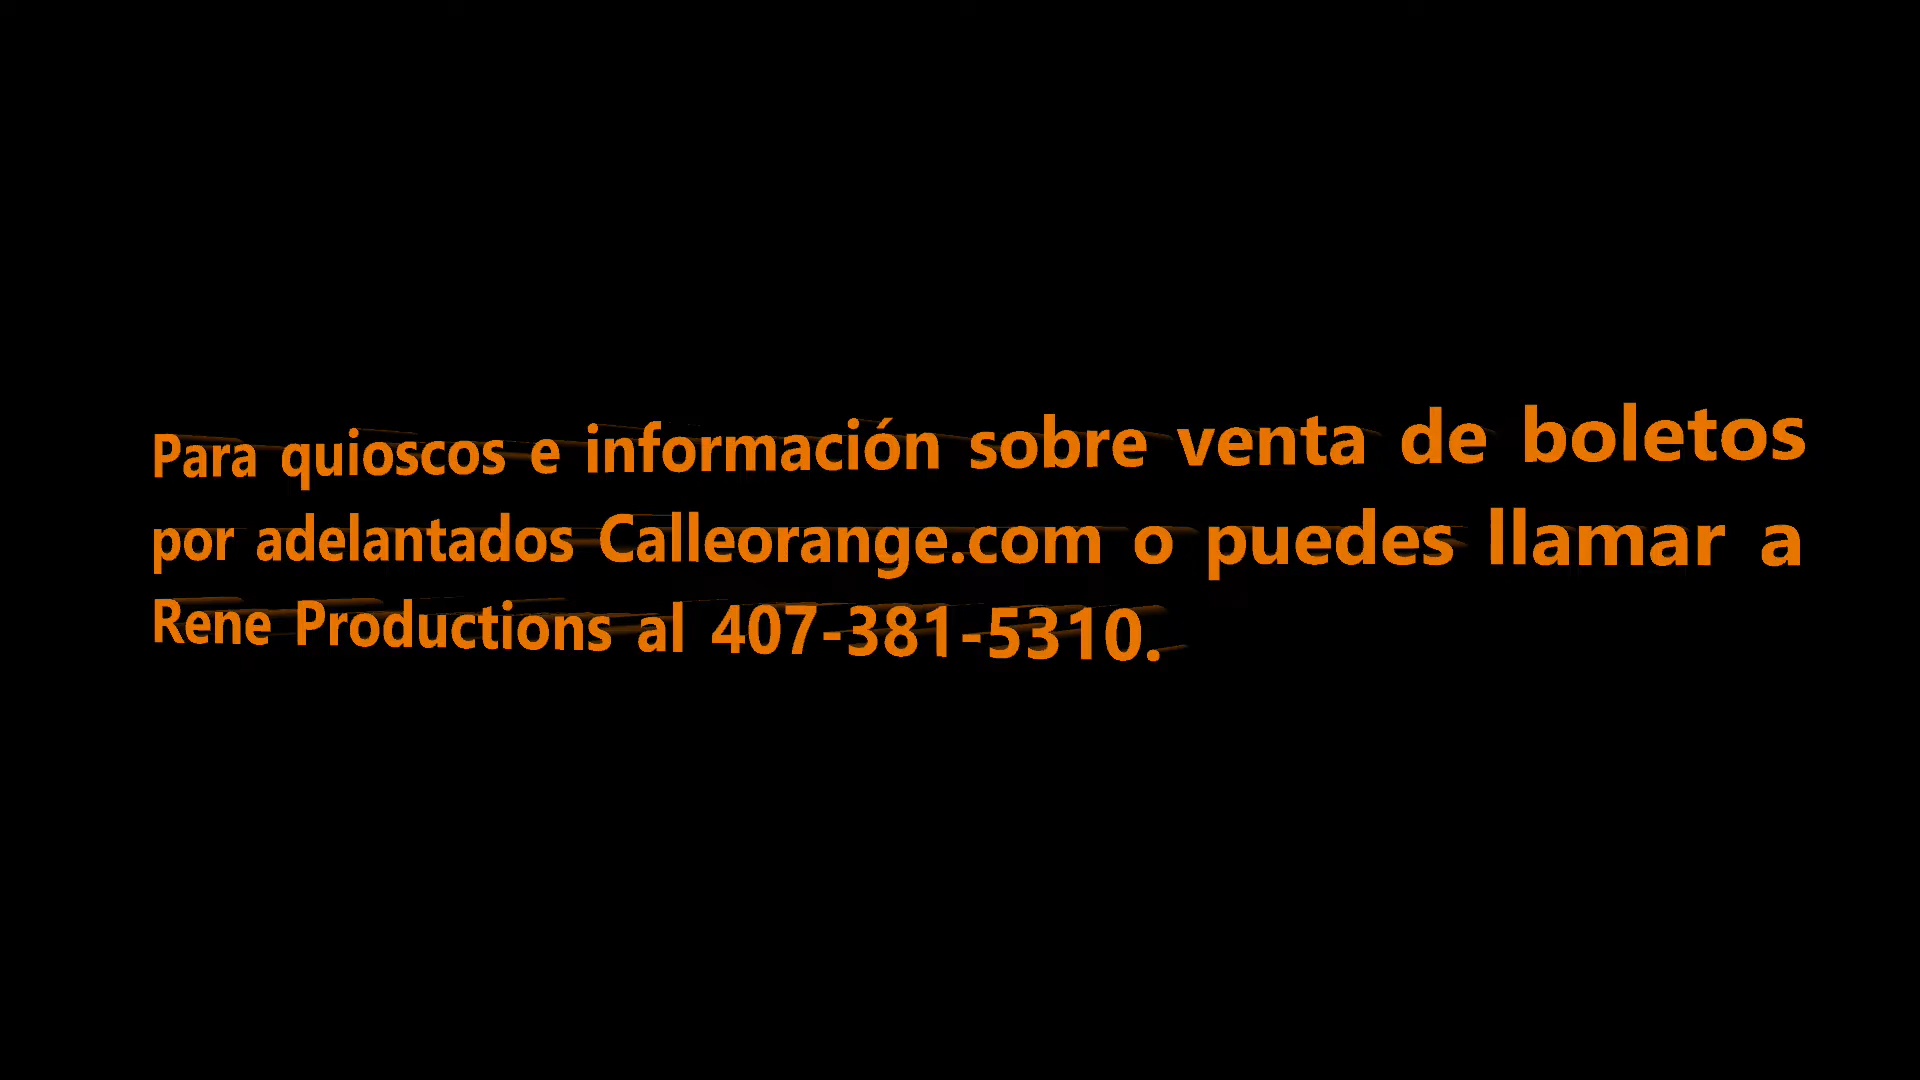 Para quioscos e información sobre venta de boletos
por adelantados Calleorange.com o puedes llamar a
Rene Productions al 407-381-5310.